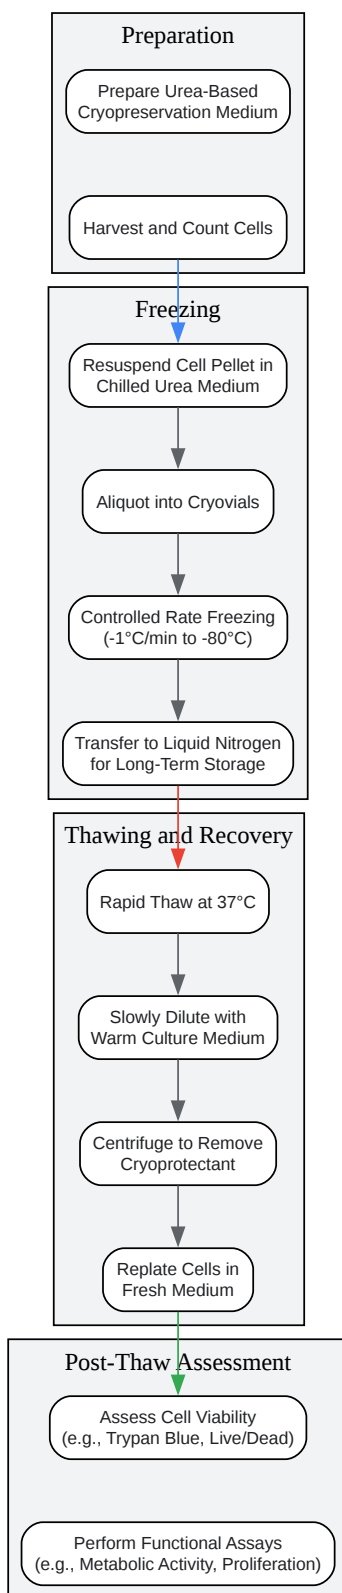 Preparation
Prepare Urea-Based
Cryopreservation Medium
Harvest and Count Cells
Freezing
Resuspend Cell Pellet in
Chilled Urea Medium
Aliquot into Cryovials
Controlled Rate Freezing
(-1°C/min to -80°C)
Transfer to Liquid Nitrogen
for Long-Term Storage
Thawing and Recovery
Rapid Thaw at 37°C
Slowly Dilute with
Warm Culture Medium
Centrifuge to Remove
Cryoprotectant
Replate Cells in
Fresh Medium
Post-Thaw Assessment
Assess Cell Viability
(e.g., Trypan Blue, Live/Dead)
Perform Functional Assays
(e.g., Metabolic Activity, Proliferation)